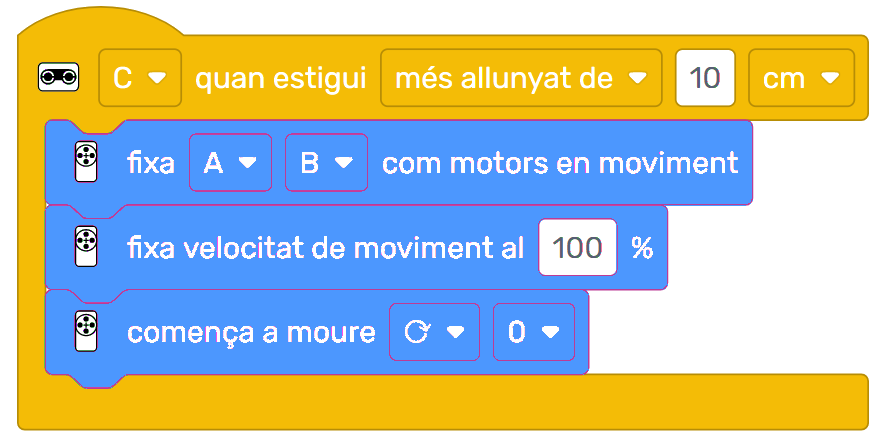 C quan estigui més allunyat de 10 cm
fixa A B com motors en moviment
fixa velocitat de moviment al 100 %
comença a moure 0